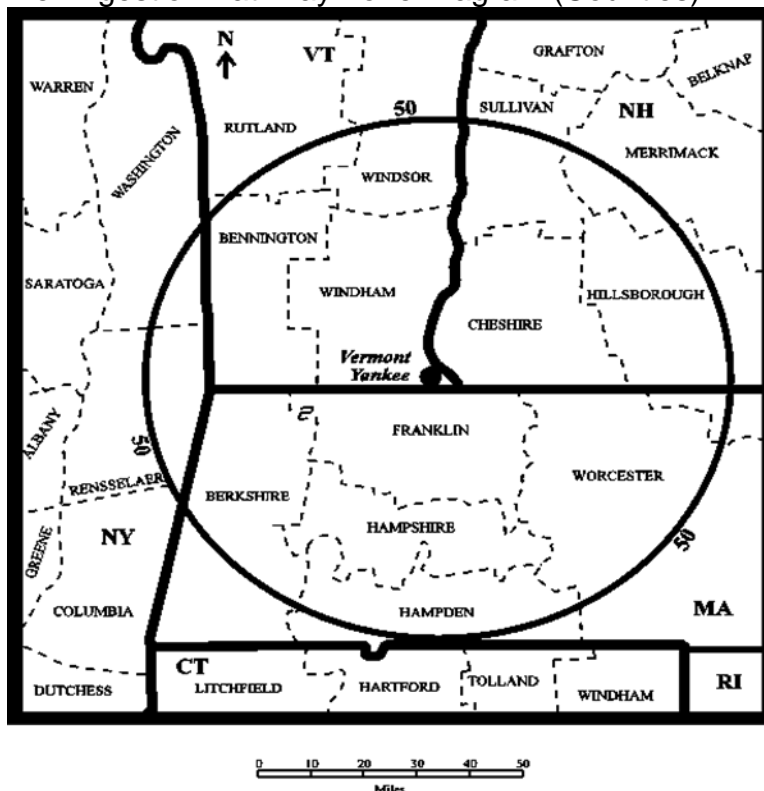 N
VT
GRAFTON
BELKNAP
WARREN
50
SULLIVAN
NH
RUTLAND
MERRIMACK
WASHINGTON
WINDSOR
BENNINGTON
SARATOGA
WINDHAM
HILLSBOROUGH
CHESHIRE
Vermont
Yankee
ALBANY
50
FRANKLIN
RENSSELAER
BERKSHIRE
WORCESTER
HAMPSHIRE
NY
GREENE
50
COLUMBIA
HAMPDEN
MA
CT
DUTCHESS
LITCHFIELD
HARTFORD
TOLLAND
WINDHAM
RI
0 10 20 30 40 50
Miles